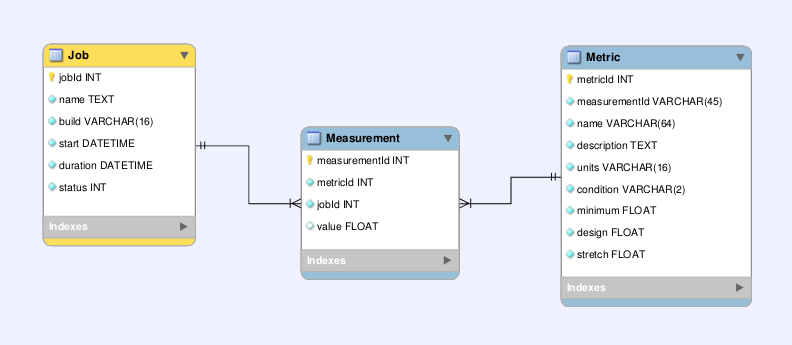 Job
jobId INT
name TEXT
build VARCHAR(16)
start DATETIME
duration DATETIME
status INT
Indexes
Measurement
measurementId INT
metricId INT
jobId INT
value FLOAT
Indexes
Metric
metricId INT
measurementId VARCHAR(45)
name VARCHAR(64)
description TEXT
units VARCHAR(16)
condition VARCHAR(2)
minimum FLOAT
design FLOAT
stretch FLOAT
Indexes